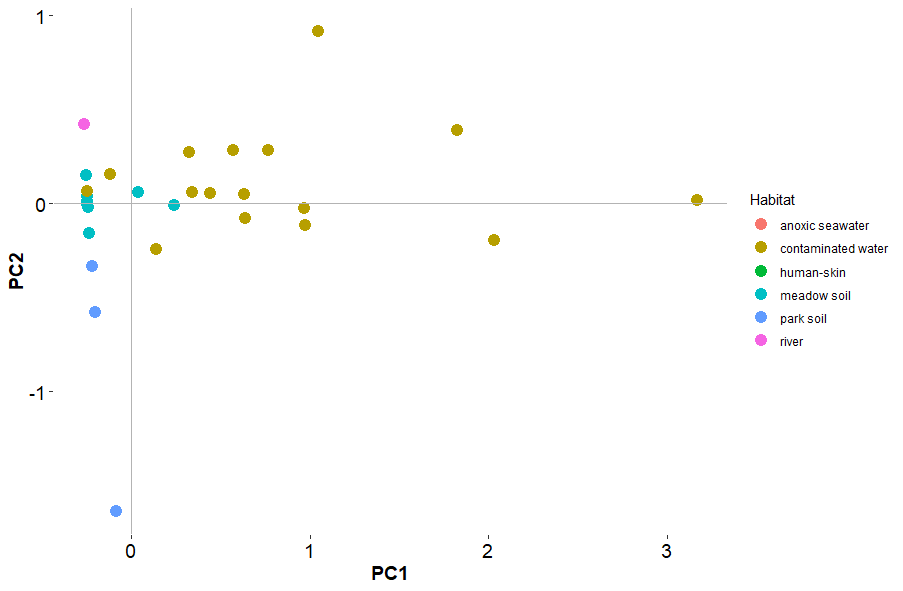 1
0
-1
PC2
0
1
2
3
PC1
Habitat
anoxic seawater
contaminated water
human-skin
meadow soil
park soil
river